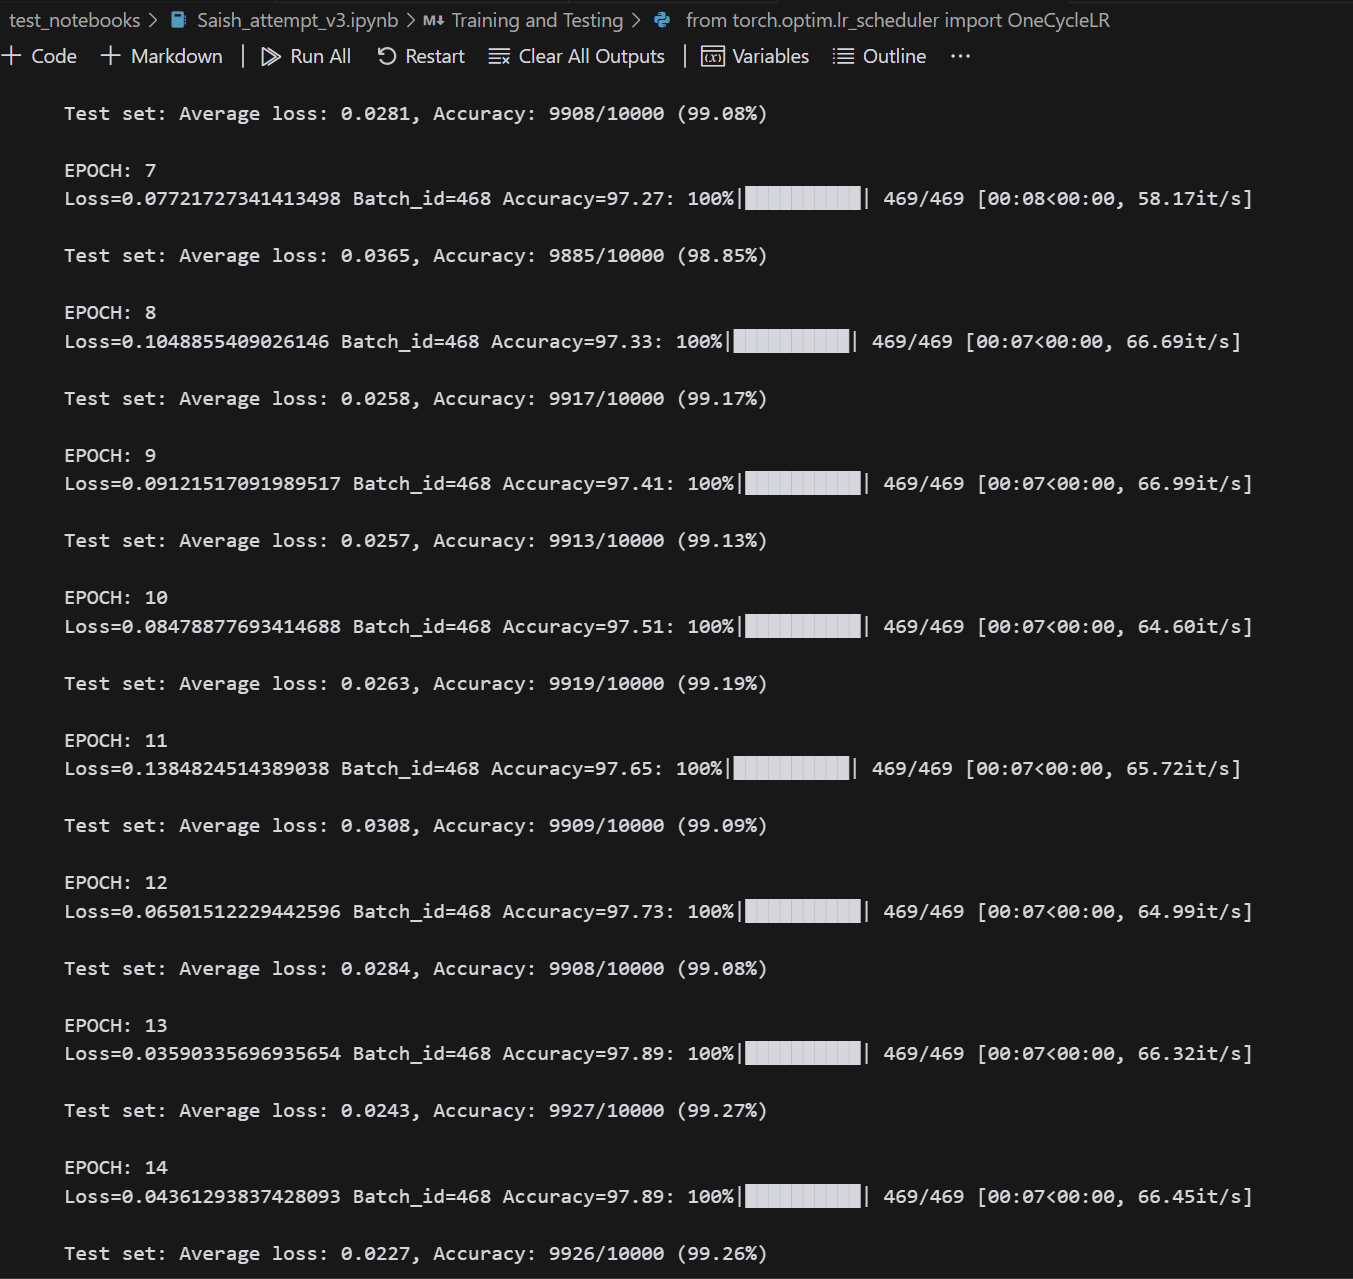 test_notebooks > Saish_attempt_v3.ipynb > M↓ Training and Testing > from torch.optim.lr_scheduler import OneCycleLR
+ Code + Markdown | Run All Restart Clear All Outputs | Variables Outline ...
Test set: Average loss: 0.0281, Accuracy: 9908/10000 (99.08%)
EPOCH: 7
Loss=0.07721727341413498 Batch_id=468 Accuracy=97.27: 100%|██████████| 469/469 [00:08<00:00, 58.17it/s]
Test set: Average loss: 0.0365, Accuracy: 9885/10000 (98.85%)
EPOCH: 8
Loss=0.1048855409026146 Batch_id=468 Accuracy=97.33: 100%|██████████| 469/469 [00:07<00:00, 66.69it/s]
Test set: Average loss: 0.0258, Accuracy: 9917/10000 (99.17%)
EPOCH: 9
Loss=0.09121517091989517 Batch_id=468 Accuracy=97.41: 100%|██████████| 469/469 [00:07<00:00, 66.99it/s]
Test set: Average loss: 0.0257, Accuracy: 9913/10000 (99.13%)
EPOCH: 10
Loss=0.08478877693414688 Batch_id=468 Accuracy=97.51: 100%|██████████| 469/469 [00:07<00:00, 64.60it/s]
Test set: Average loss: 0.0263, Accuracy: 9919/10000 (99.19%)
EPOCH: 11
Loss=0.1384824514389038 Batch_id=468 Accuracy=97.65: 100%|██████████| 469/469 [00:07<00:00, 65.72it/s]
Test set: Average loss: 0.0308, Accuracy: 9909/10000 (99.09%)
EPOCH: 12
Loss=0.06501512229442596 Batch_id=468 Accuracy=97.73: 100%|██████████| 469/469 [00:07<00:00, 64.99it/s]
Test set: Average loss: 0.0284, Accuracy: 9908/10000 (99.08%)
EPOCH: 13
Loss=0.03590335696935654 Batch_id=468 Accuracy=97.89: 100%|██████████| 469/469 [00:07<00:00, 66.32it/s]
Test set: Average loss: 0.0243, Accuracy: 9927/10000 (99.27%)
EPOCH: 14
Loss=0.04361293837428093 Batch_id=468 Accuracy=97.89: 100%|██████████| 469/469 [00:07<00:00, 66.45it/s]
Test set: Average loss: 0.0227, Accuracy: 9926/10000 (99.26%)